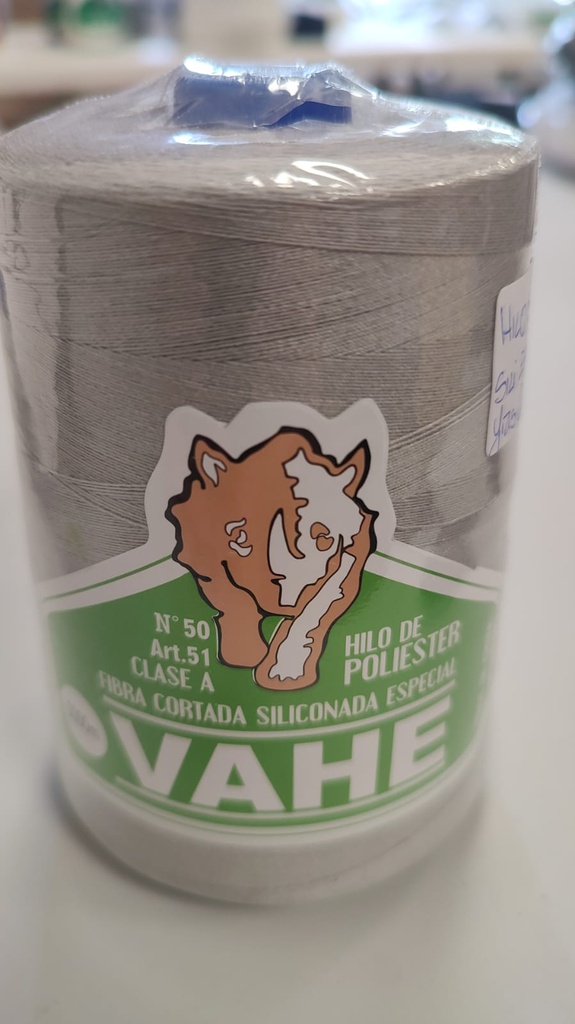 N° 50
Art.51
CLASE A
HILO DE
POLIESTER
FIBRA CORTADA SILICONADA ESPECIAL
VAHE